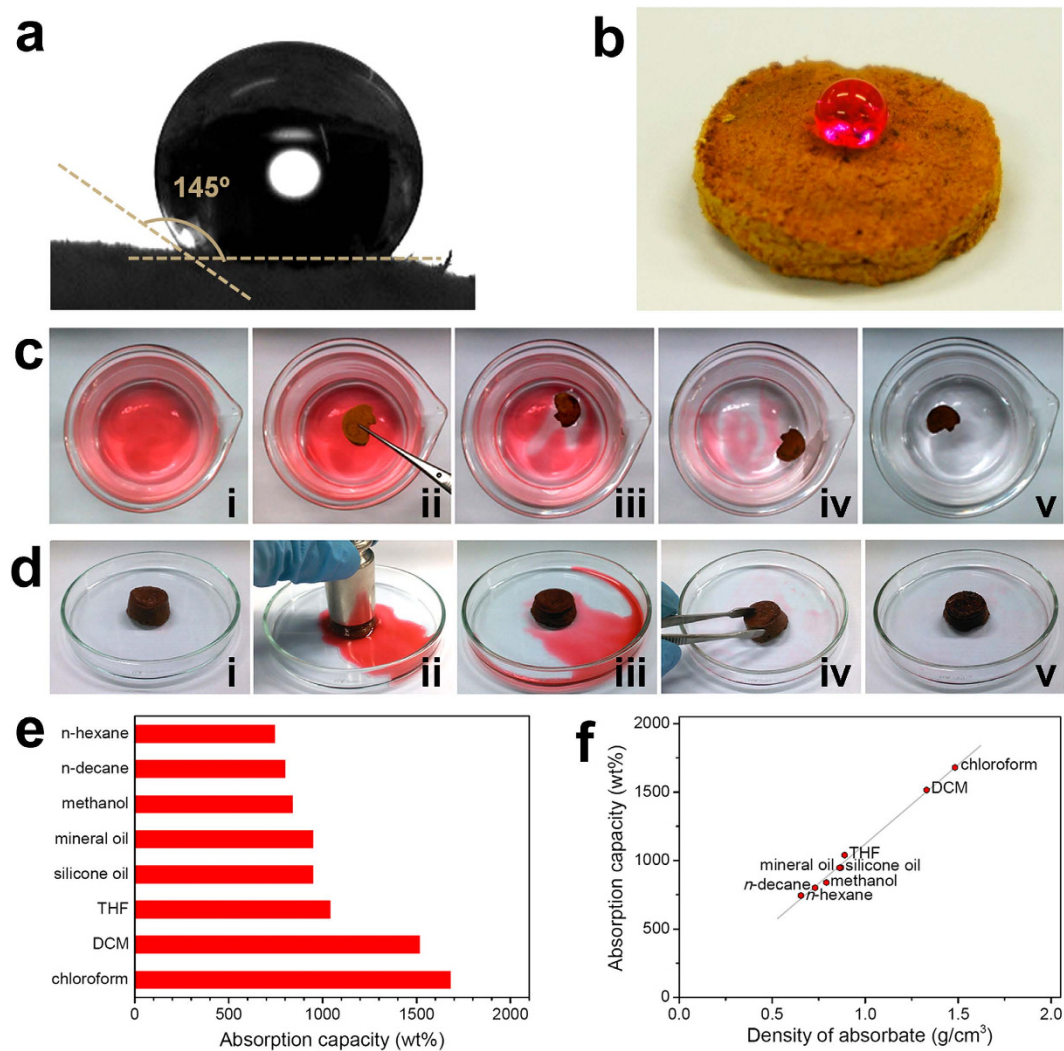 a
b
145º
c
i
ii
iii
iv
v
d
i
ii
iii
iv
v
e
n-hexane
n-decane
methanol
mineral oil
silicone oil
THF
DCM
chloroform
0
500
1000
1500
2000
Absorption capacity (wt%)
f
Absorption capacity (wt%)
2000
1500
1000
500
0
chloroform
DCM
THF
mineral oil
silicone oil
n-decane
methanol
n-hexane
0.0
0.5
1.0
1.5
2.0
Density of absorbate (g/cm³)